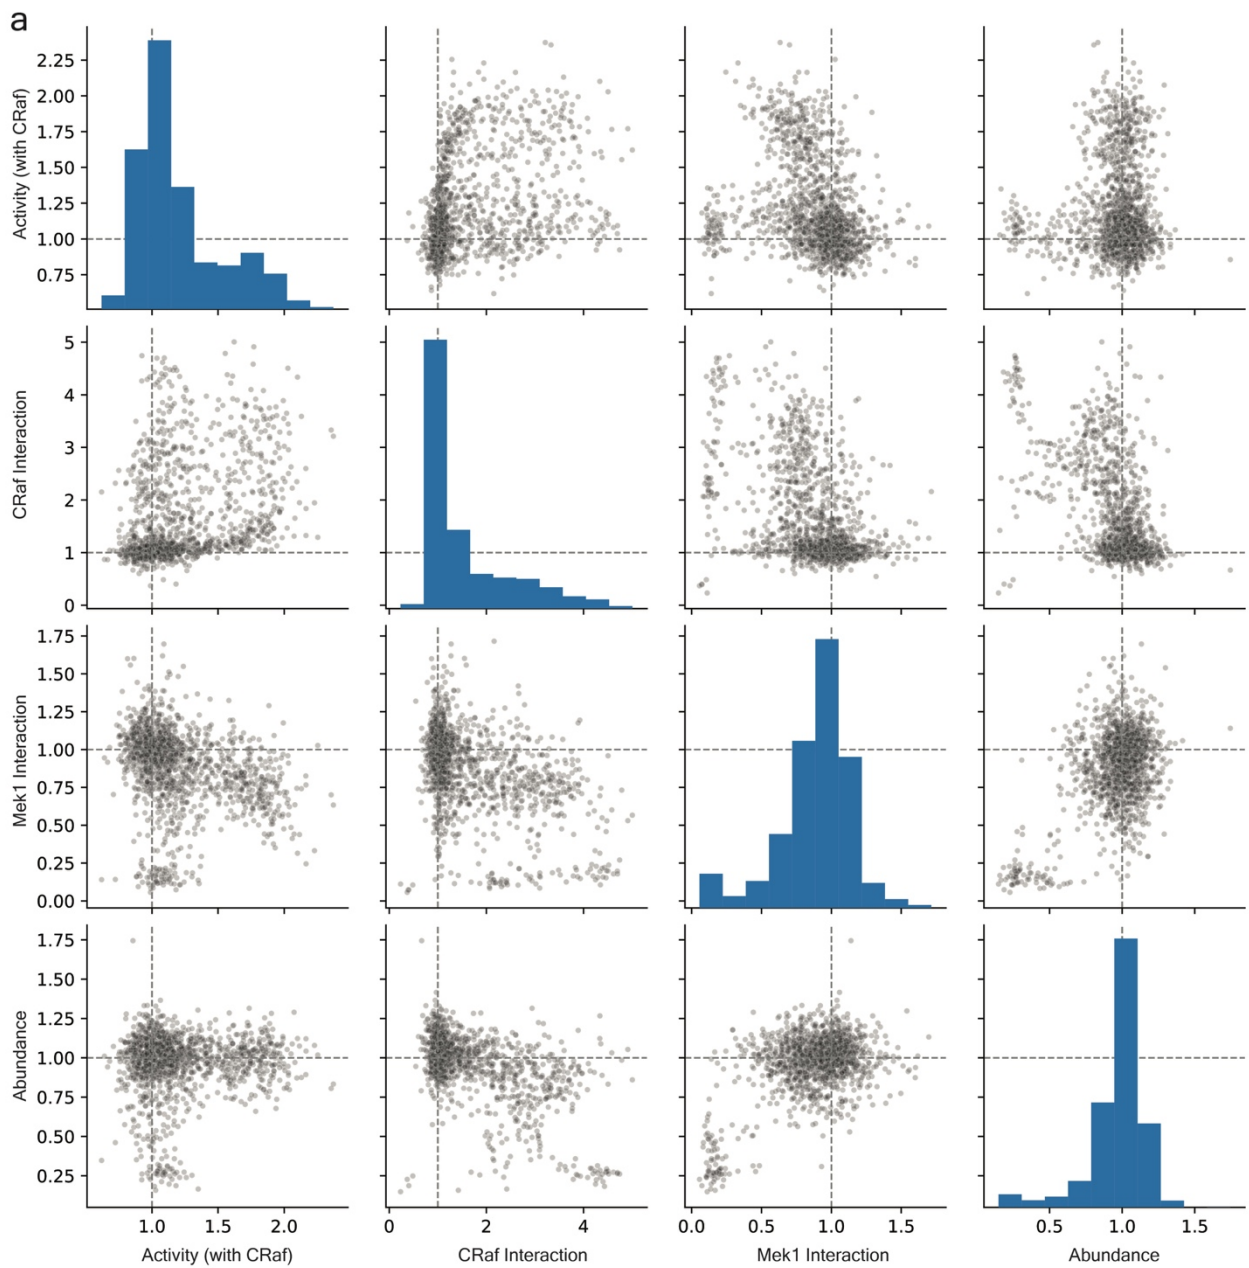 a
Activity (with CRaf)
2.25
2.00
1.75
1.50
1.25
1.00
0.75
CRaf Interaction
5
4
3
2
1
0
Mek1 Interaction
1.75
1.50
1.25
1.00
0.75
0.50
0.25
0.00
Abundance
1.75
1.50
1.25
1.00
0.75
0.50
0.25
1.0 1.5 2.0
0 2 4
0.0 0.5 1.0 1.5
0.5 1.0 1.5
Activity (with CRaf)
CRaf Interaction
Mek1 Interaction
Abundance